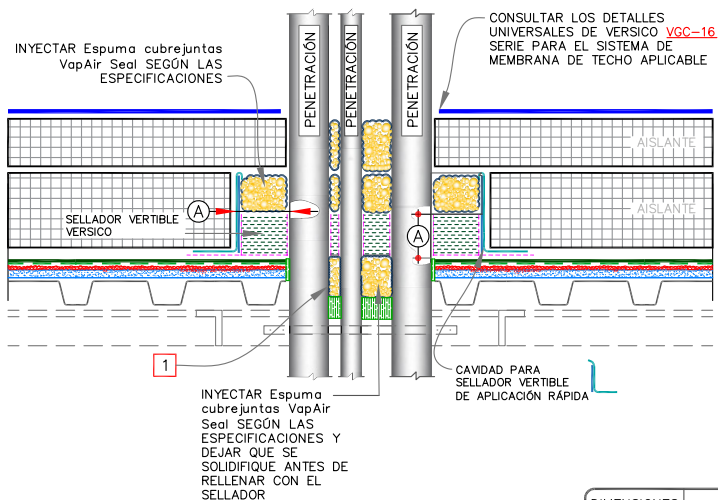 CONSULTAR LOS DETALLES
UNIVERSALES DE VERSICO VGC-16
SERIE PARA EL SISTEMA DE
MEMBRANA DE TECHO APLICABLE
INYECTAR Espuma cubrejuntas
VapAir Seal SEGÚN LAS
ESPECIFICACIONES
PENETRACIÓN
PENETRACIÓN
PENETRACIÓN
AISLANTE
AISLANTE
A
SELLADOR VERTIBLE
VERSICO
A
1
CAVIDAD PARA
SELLADOR VERTIBLE
DE APLICACIÓN RÁPIDA
INYECTAR Espuma
cubrejuntas VapAir
Seal SEGÚN LAS
ESPECIFICACIONES Y
DEJAR QUE SE
SOLIDIFIQUE ANTES DE
RELLENAR CON EL
SELLADOR
DIMENSIONES